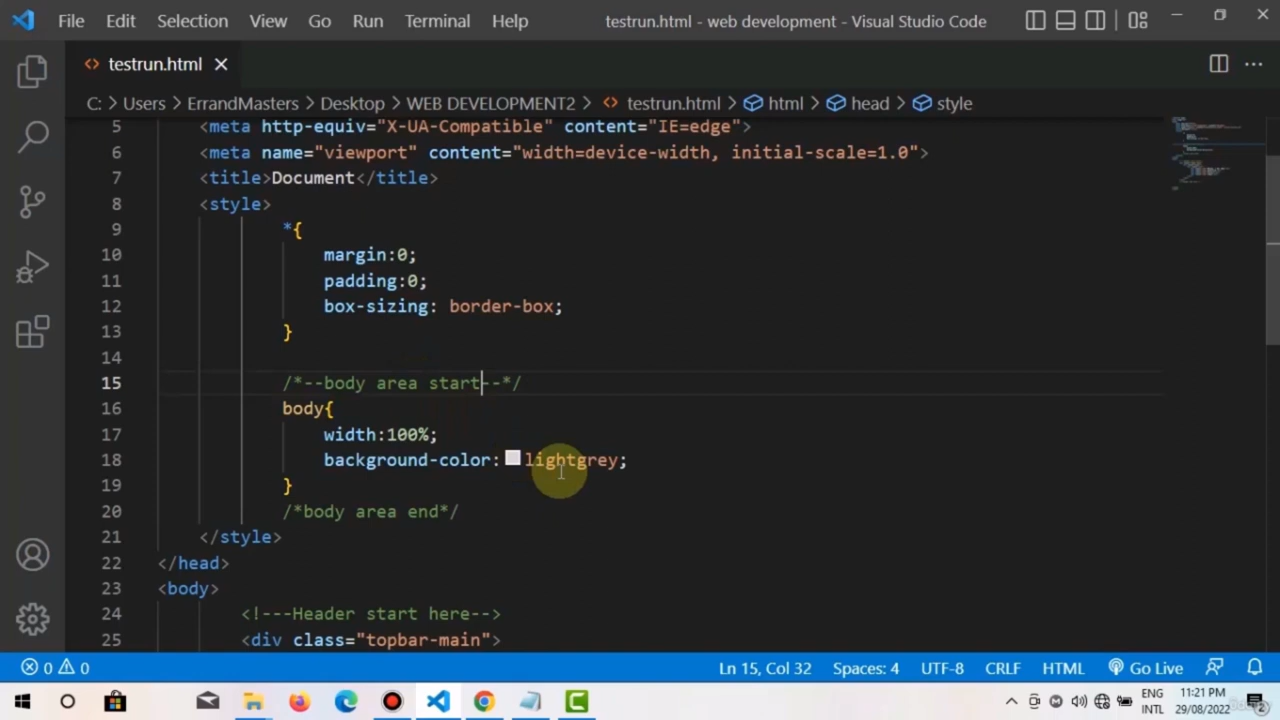 File Edit Selection View Go Run Terminal Help testrun.html - web development - Visual Studio Code
testrun.html
C: > Users > ErrandMasters > Desktop > WEB DEVELOPMENT2 > testrun.html > html > head > style
5 <meta http-equiv="X-UA-Compatible" content="IE=edge">
6 <meta name="viewport" content="width=device-width, initial-scale=1.0">
7 <title>Document</title>
8 <style>
9 *{
10 margin:0;
11 padding:0;
12 box-sizing: border-box;
13 }
14
15 /*--body area start--*/
16 body{
17 width:100%;
18 background-color: lightgrey;
19 }
20 /*body area end*/
21 </style>
22 </head>
23 <body>
24 <!---Header start here-->
25 <div class="topbar-main">
0 0 Ln 15, Col 32 Spaces: 4 UTF-8 CRLF HTML Go Live
ENG 11:21 PM
INTL 29/08/2022 2